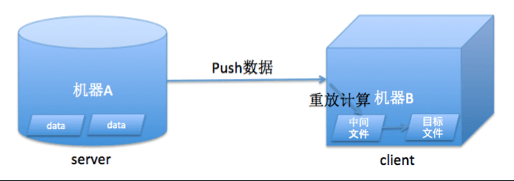 Push数据
机器A
重放计算
机器B
data
data
中间
文件
目标
文件
server
client